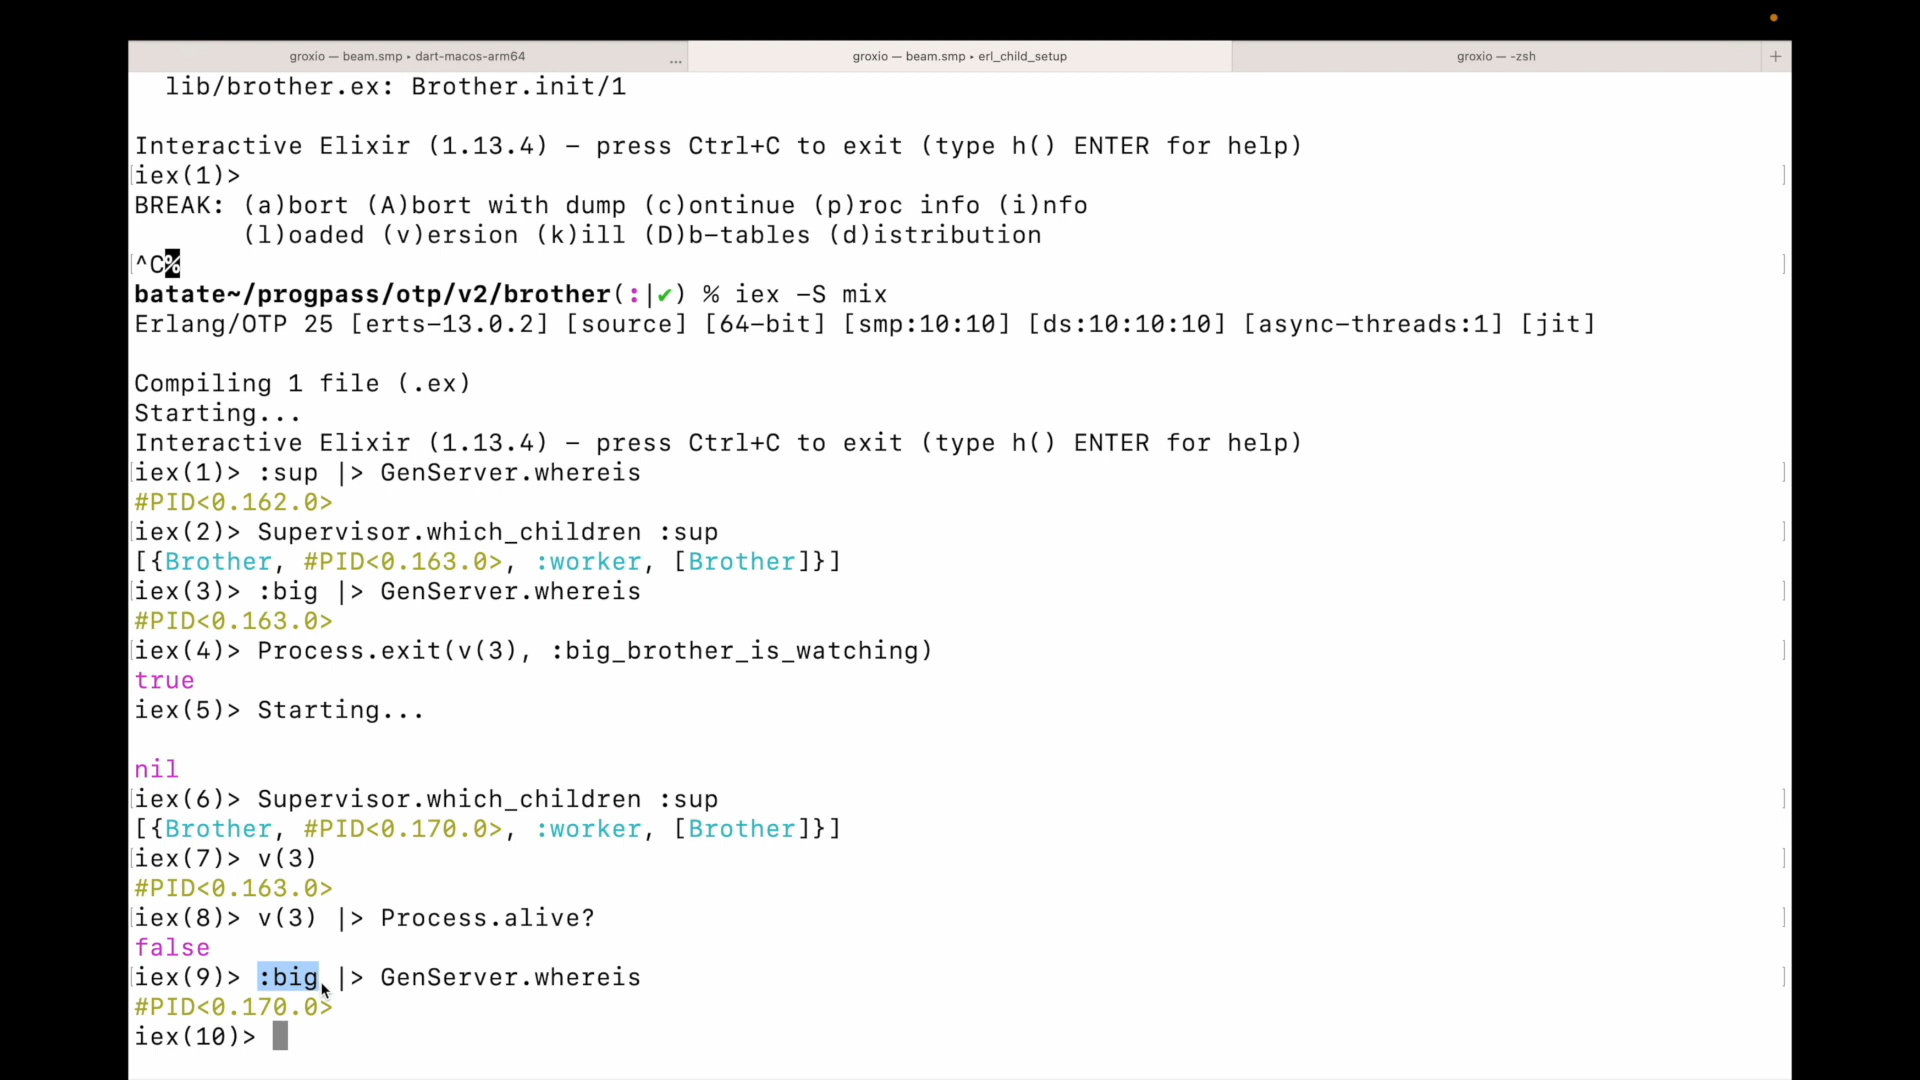 groxio — beam.smp ▸ dart-macos-arm64 ... groxio — beam.smp ▸ erl_child_setup groxio — -zsh +
lib/brother.ex: Brother.init/1
Interactive Elixir (1.13.4) - press Ctrl+C to exit (type h() ENTER for help)
iex(1)>
BREAK: (a)bort (A)bort with dump (c)ontinue (p)roc info (i)nfo
(l)oaded (v)ersion (k)ill (D)b-tables (d)istribution
^C%
batate~/progpass/otp/v2/brother(:|✔) % iex -S mix
Erlang/OTP 25 [erts-13.0.2] [source] [64-bit] [smp:10:10] [ds:10:10:10] [async-threads:1] [jit]
Compiling 1 file (.ex)
Starting...
Interactive Elixir (1.13.4) - press Ctrl+C to exit (type h() ENTER for help)
iex(1)> :sup |> GenServer.whereis
#PID<0.162.0>
iex(2)> Supervisor.which_children :sup
[{Brother, #PID<0.163.0>, :worker, [Brother]}]
iex(3)> :big |> GenServer.whereis
#PID<0.163.0>
iex(4)> Process.exit(v(3), :big_brother_is_watching)
true
iex(5)> Starting...
nil
iex(6)> Supervisor.which_children :sup
[{Brother, #PID<0.170.0>, :worker, [Brother]}]
iex(7)> v(3)
#PID<0.163.0>
iex(8)> v(3) |> Process.alive?
false
iex(9)> :big |> GenServer.whereis
#PID<0.170.0>
iex(10)>